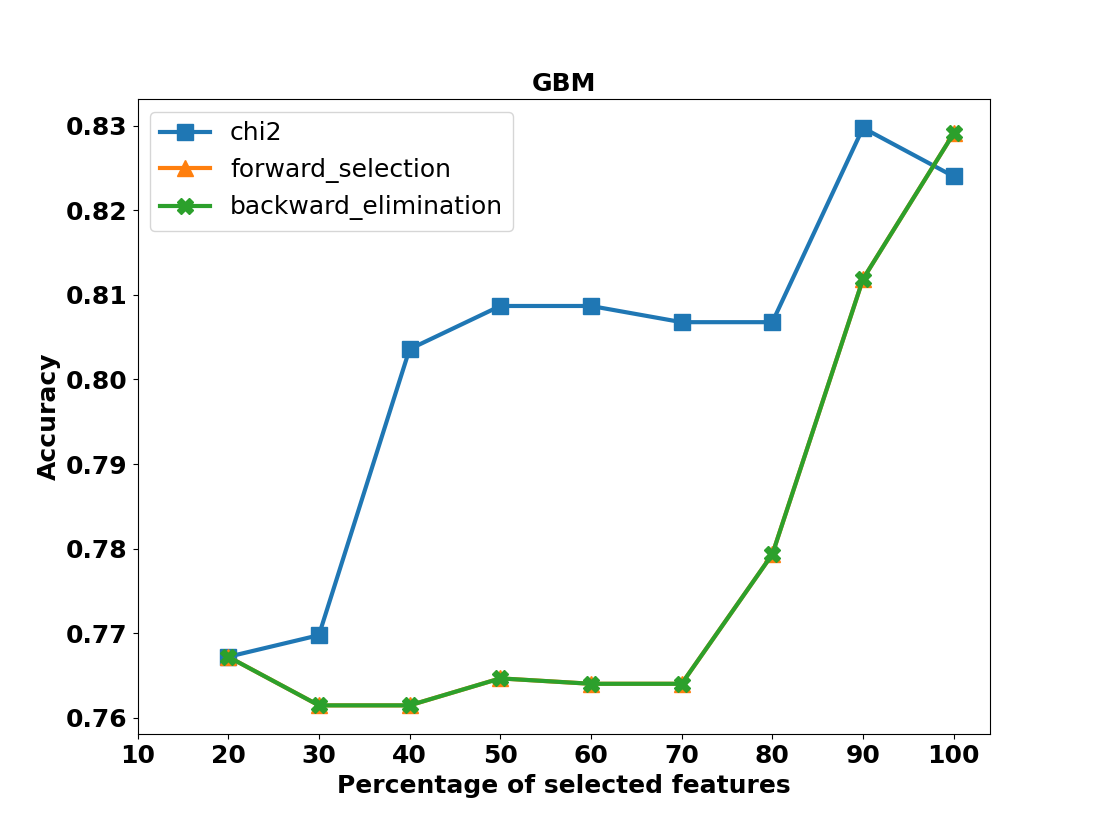 GBM
chi2
forward_selection
backward_elimination
0.83
0.82
0.81
0.80
0.79
0.78
0.77
0.76
Accuracy
10 20 30 40 50 60 70 80 90 100
Percentage of selected features